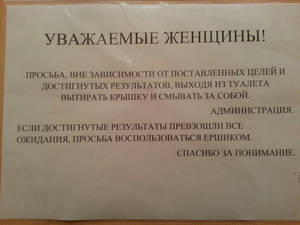 УВАЖАЕМЫЕ ЖЕНЩИНЫ!
ПРОСЬБА, ВНЕ ЗАВИСИМОСТИ ОТ ПОСТАВЛЕННЫХ ЦЕЛЕЙ И
ДОСТИГНУТЫХ РЕЗУЛЬТАТОВ, ВЫХОДЯ ИЗ ТУАЛЕТА
ВЫТИРАТЬ КРЫШКУ И СМЫВАТЬ ЗА СОБОЙ.
АДМИНИСТРАЦИЯ.
ЕСЛИ ДОСТИГНУТЫЕ РЕЗУЛЬТАТЫ ПРЕВЗОШЛИ ВСЕ
ОЖИДАНИЯ, ПРОСЬБА ВОСПОЛЬЗОВАТЬСЯ ЕРШИКОМ.
СПАСИБО ЗА ПОНИМАНИЕ.